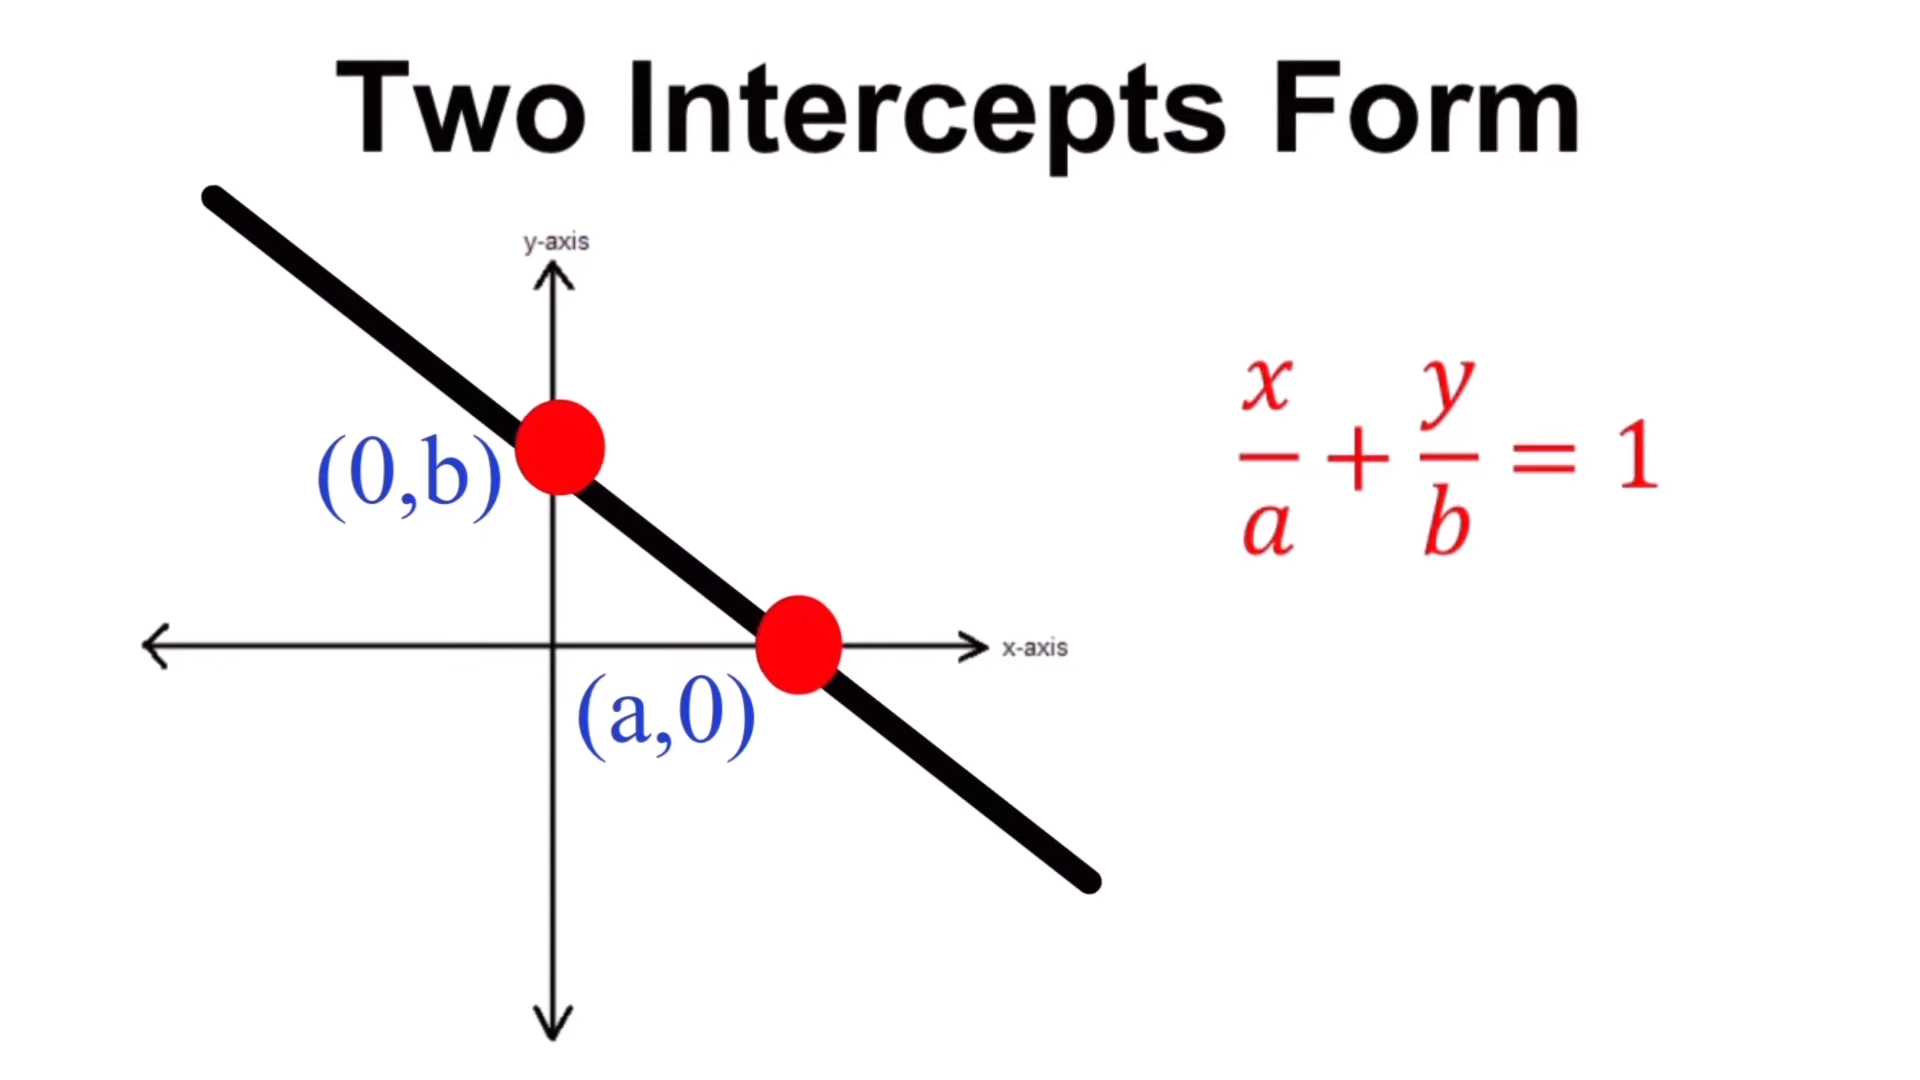 Two Intercepts Form
y-axis
(0,b)
x/a + y/b = 1
x-axis
(a,0)